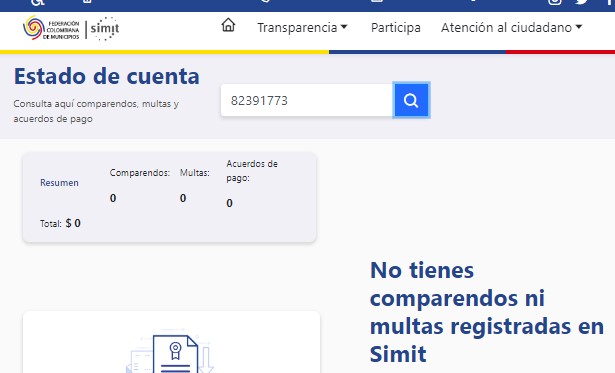 FEDERACIÓN
COLOMBIANA
DE MUNICIPIOS
simit
Transparencia
Participa
Atención al ciudadano
Estado de cuenta
Consulta aquí comparendos, multas y
acuerdos de pago
82391773
Resumen
Comparendos:
0
Multas:
0
Acuerdos de
pago:
0
Total: $ 0
No tienes
comparendos ni
multas registradas en
Simit